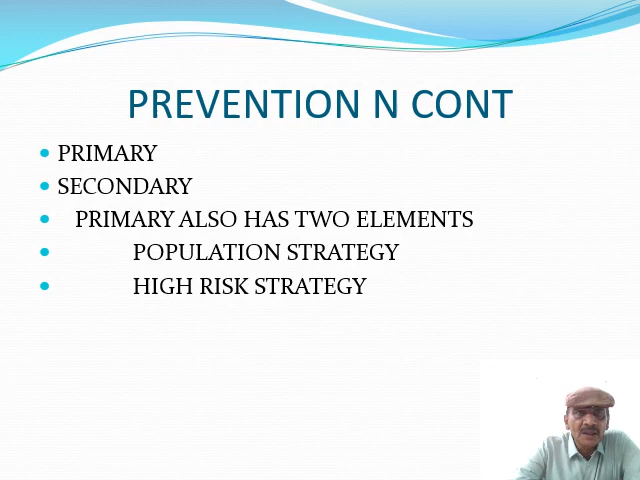 PREVENTION N CONT
PRIMARY
SECONDARY
PRIMARY ALSO HAS TWO ELEMENTS
POPULATION STRATEGY
HIGH RISK STRATEGY